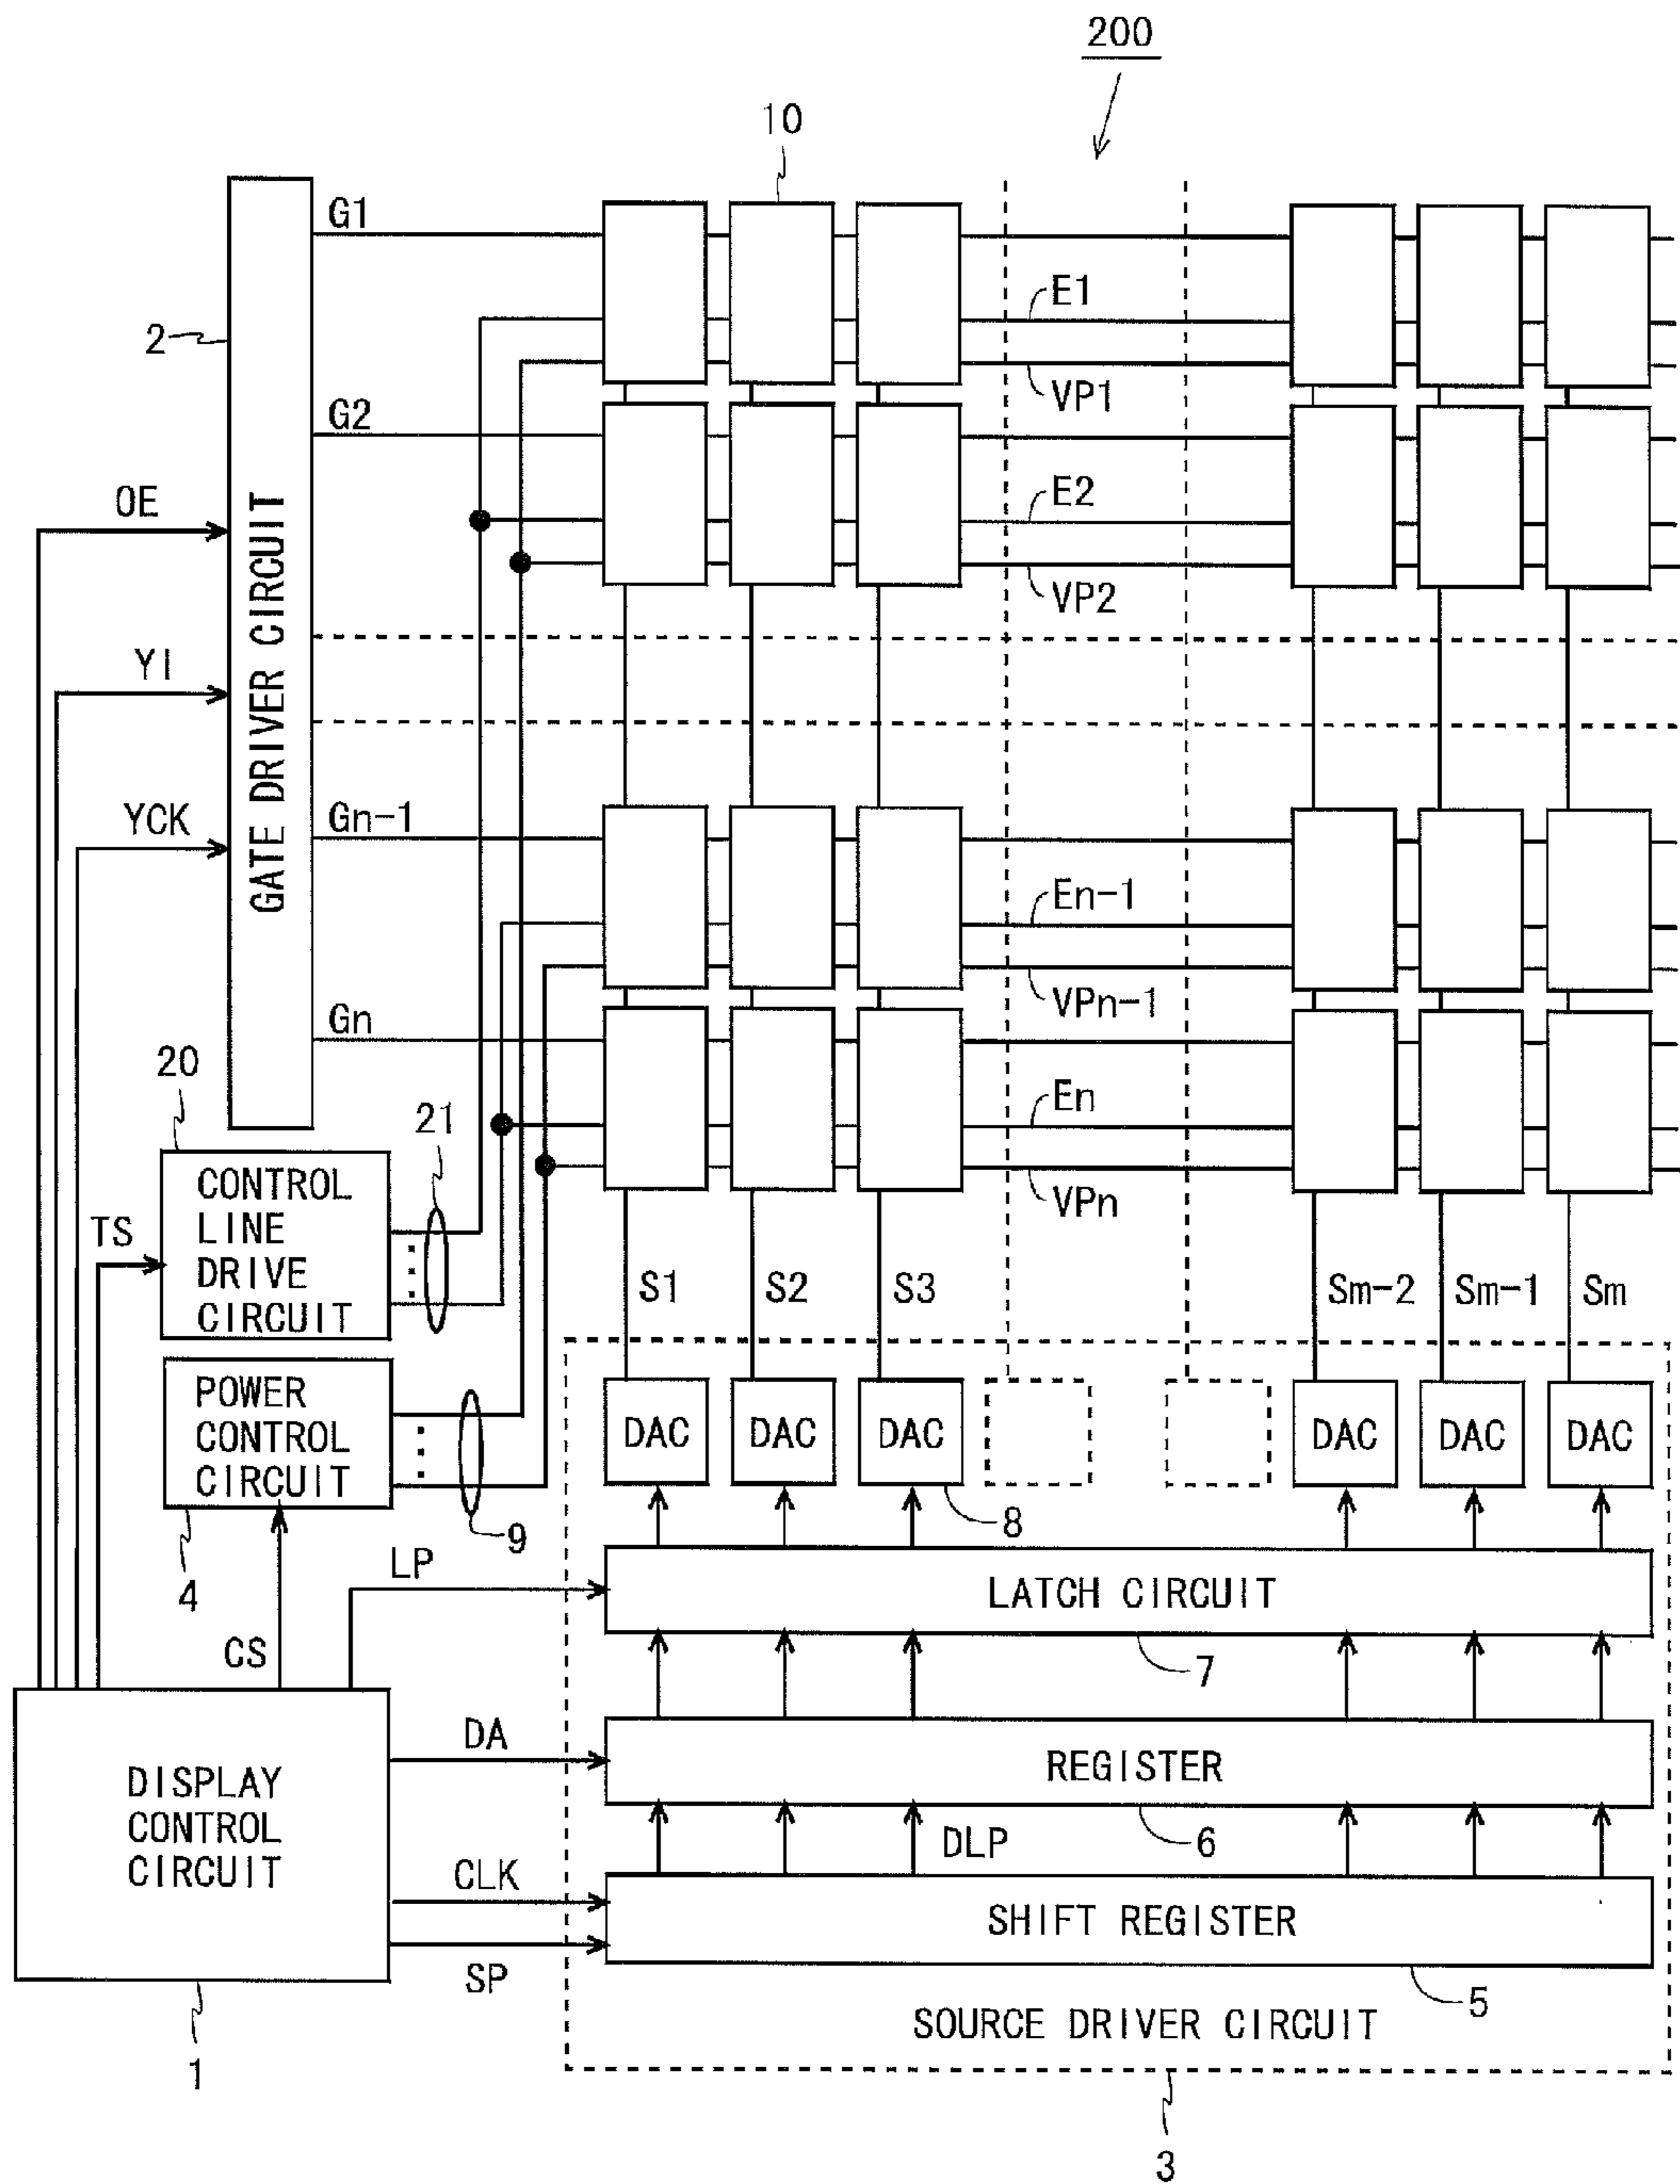 200
10
G1
E1
2
VP1
G2
OE
E2
VP2
GATE DRIVER CIRCUIT
YI
YCK
Gn-1
En-1
VPn-1
Gn
20
21
En
CONTROL
LINE
DRIVE
CIRCUIT
TS
VPn
S1
S2
S3
Sm-2
Sm-1
Sm
POWER
CONTROL
CIRCUIT
DAC
DAC
DAC
DAC
DAC
DAC
4
9
8
LP
LATCH CIRCUIT
CS
7
DA
REGISTER
DISPLAY
CONTROL
CIRCUIT
DLP
6
CLK
SHIFT REGISTER
SP
5
SOURCE DRIVER CIRCUIT
1
3